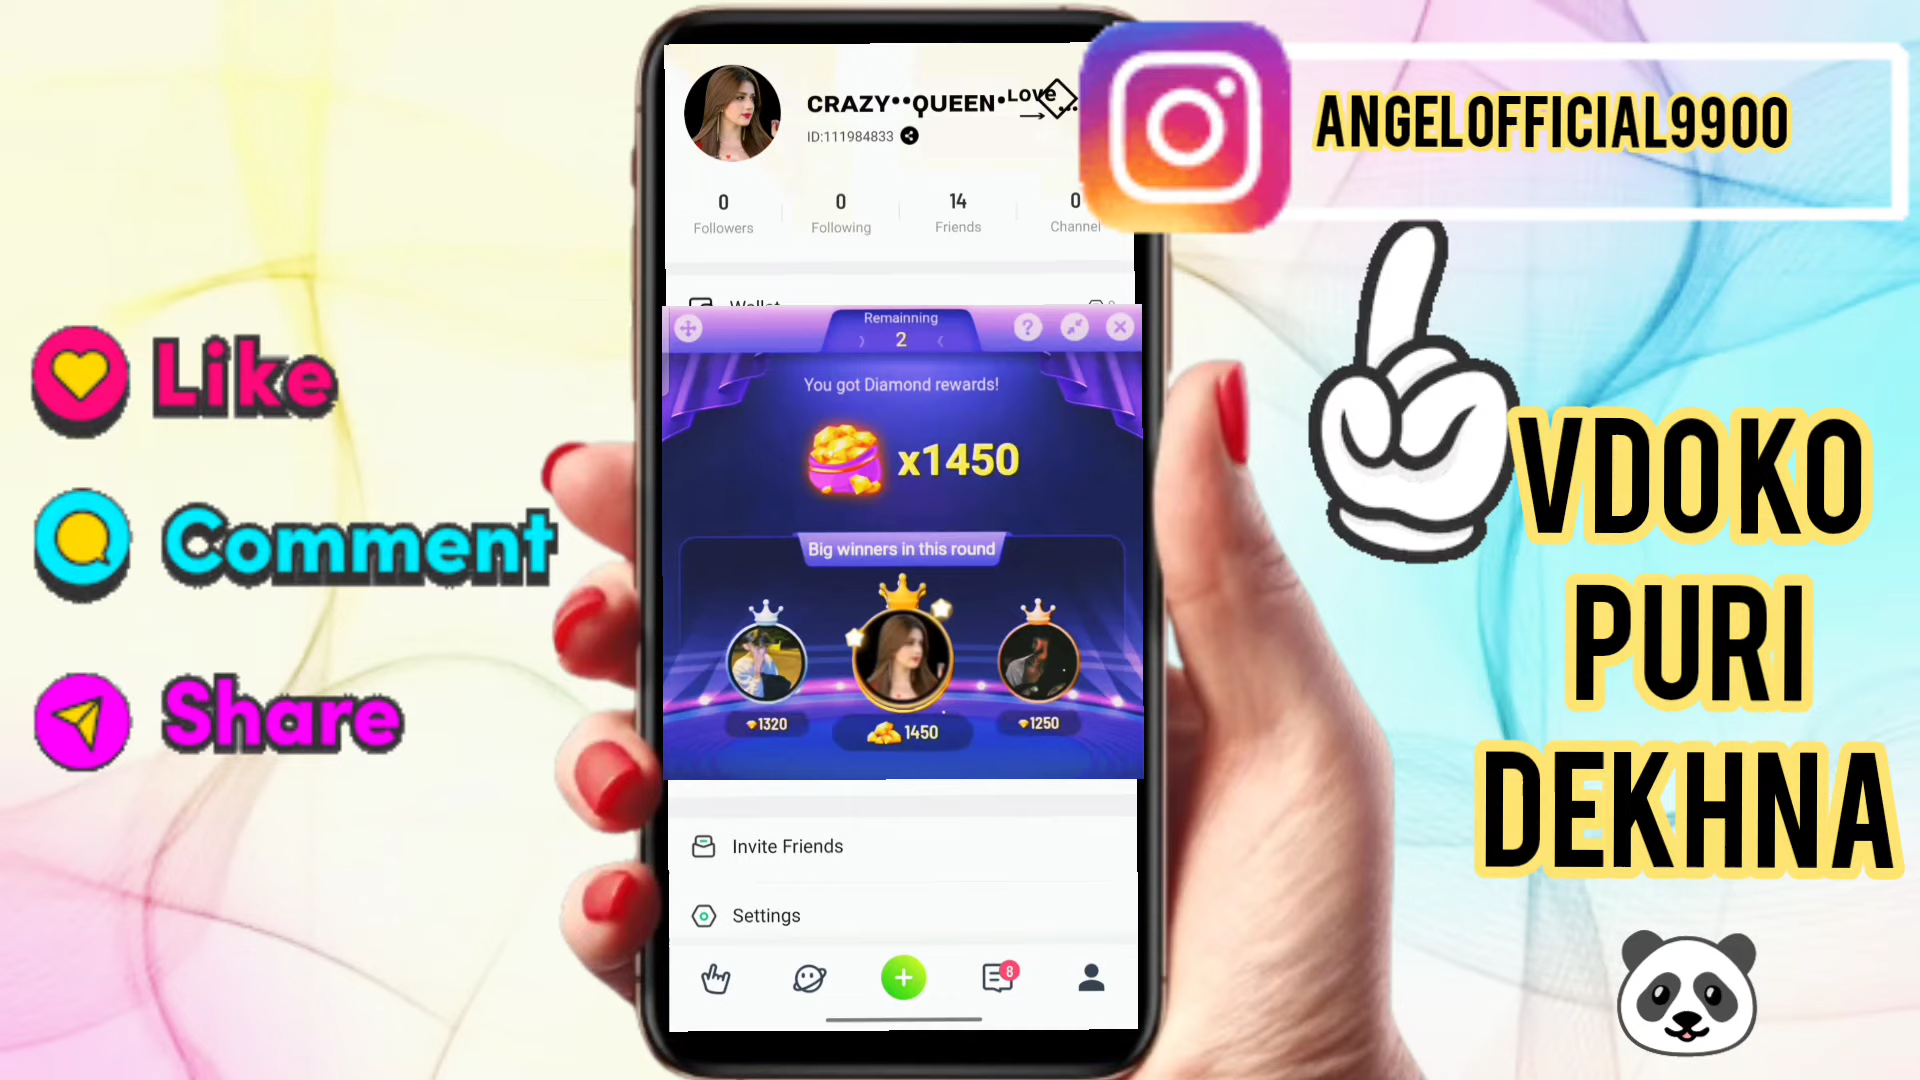 CRAZY••QUEEN•Love
ID:111984833
ANGELOFFICIAL9900
0
0
14
0
Followers
Following
Friends
Channel
Wallet
0
Remainning
2
?
You got Diamond rewards!
x1450
Big winners in this round
1320
1450
1250
Invite Friends
Settings
8
Like
Comment
Share
VDOKO
PURI
DEKHNA